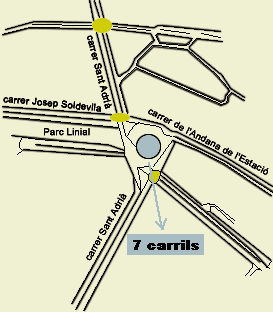 carrer Sant Adrià
carrer Josep Soldevila
carrer de l'Andana de l'Estació
Parc Linial
carrer Sant Adrià
7 carrils